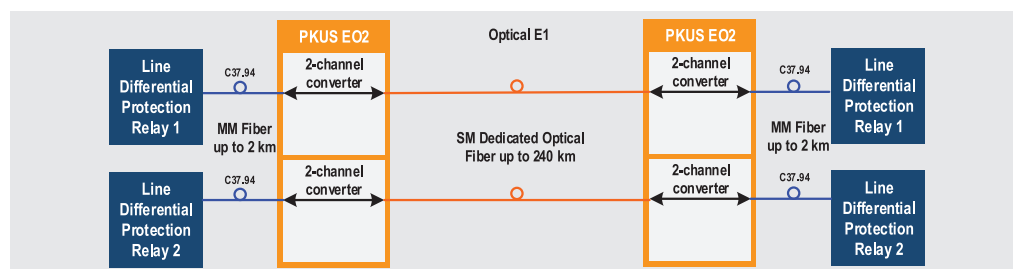 PKUS EO2
Optical E1
PKUS EO2
Line
Differential
Protection
Relay 1
C37.94
MM Fiber
up to 2 km
2-channel
converter
SM Dedicated Optical
Fiber up to 240 km
2-channel
converter
C37.94
MM Fiber
up to 2 km
Line
Differential
Protection
Relay 1
Line
Differential
Protection
Relay 2
C37.94
2-channel
converter
2-channel
converter
C37.94
Line
Differential
Protection
Relay 2